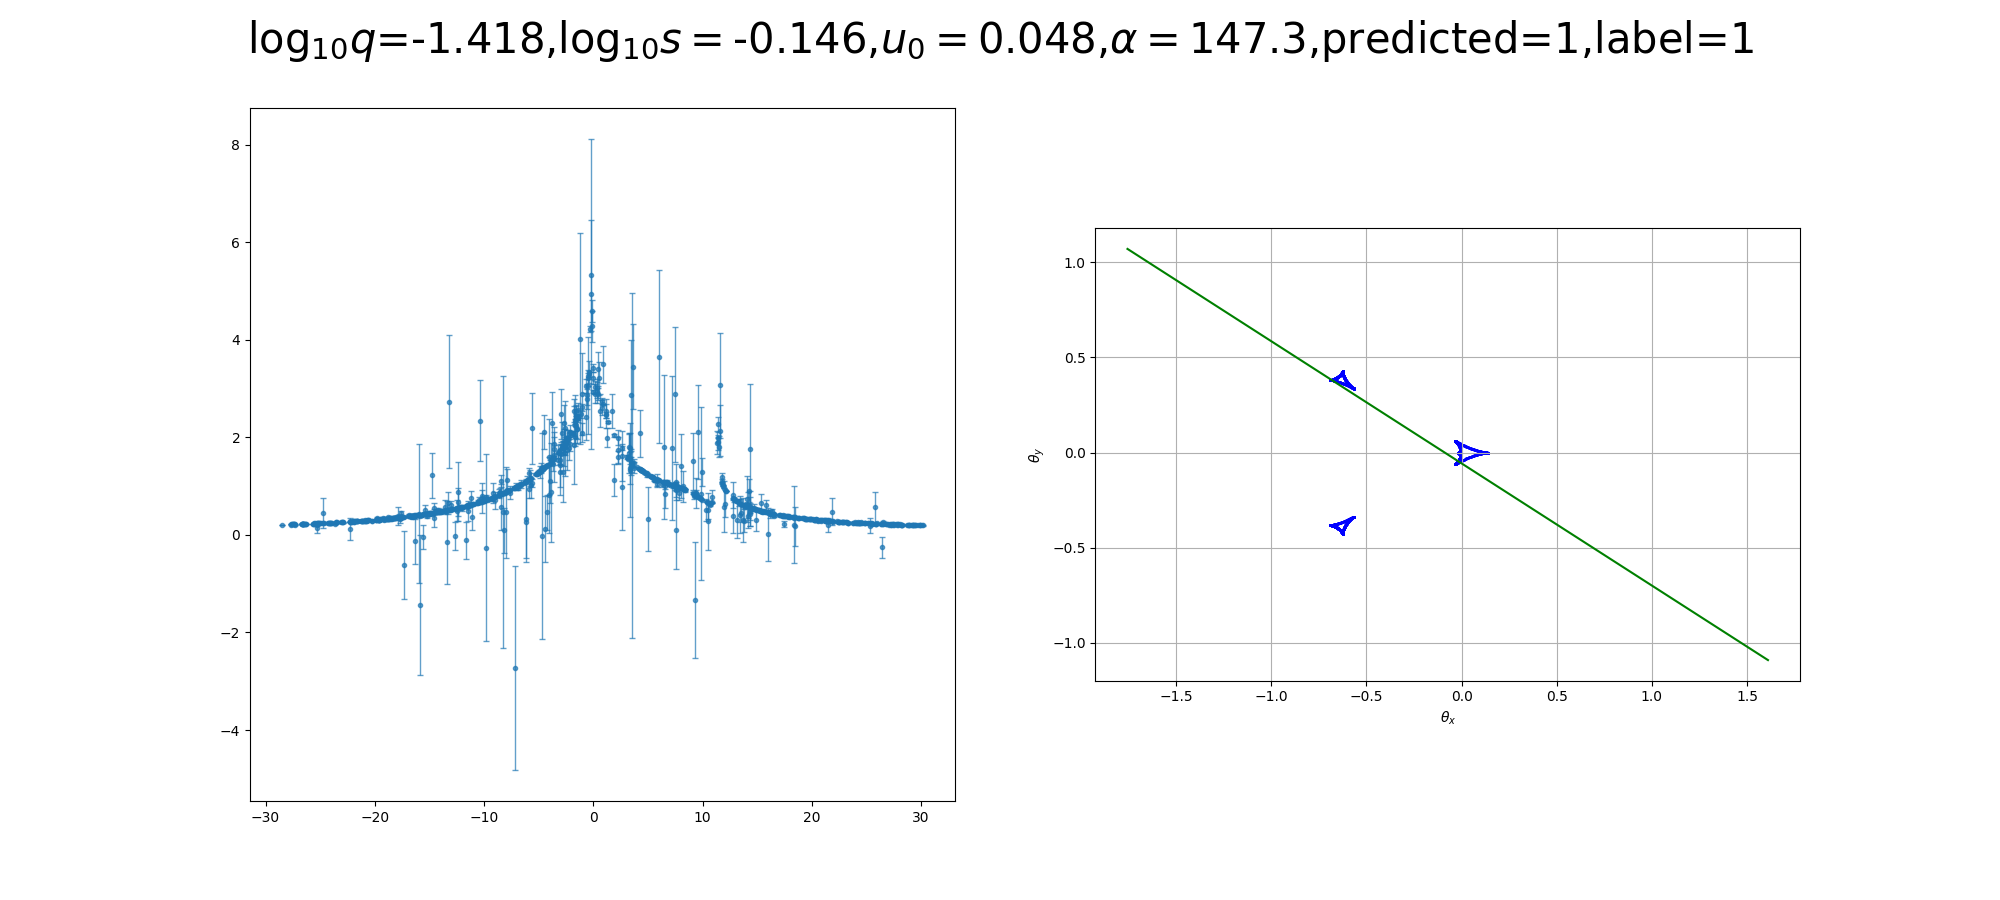 log₁₀q=-1.418,log₁₀s = -0.146,u₀ = 0.048,α = 147.3,predicted=1,label=1
8
6
4
2
0
−2
−4
−30 −20 −10 0 10 20 30
1.0
0.5
0.0
−0.5
−1.0
θy
−1.5 −1.0 −0.5 0.0 0.5 1.0 1.5
θx